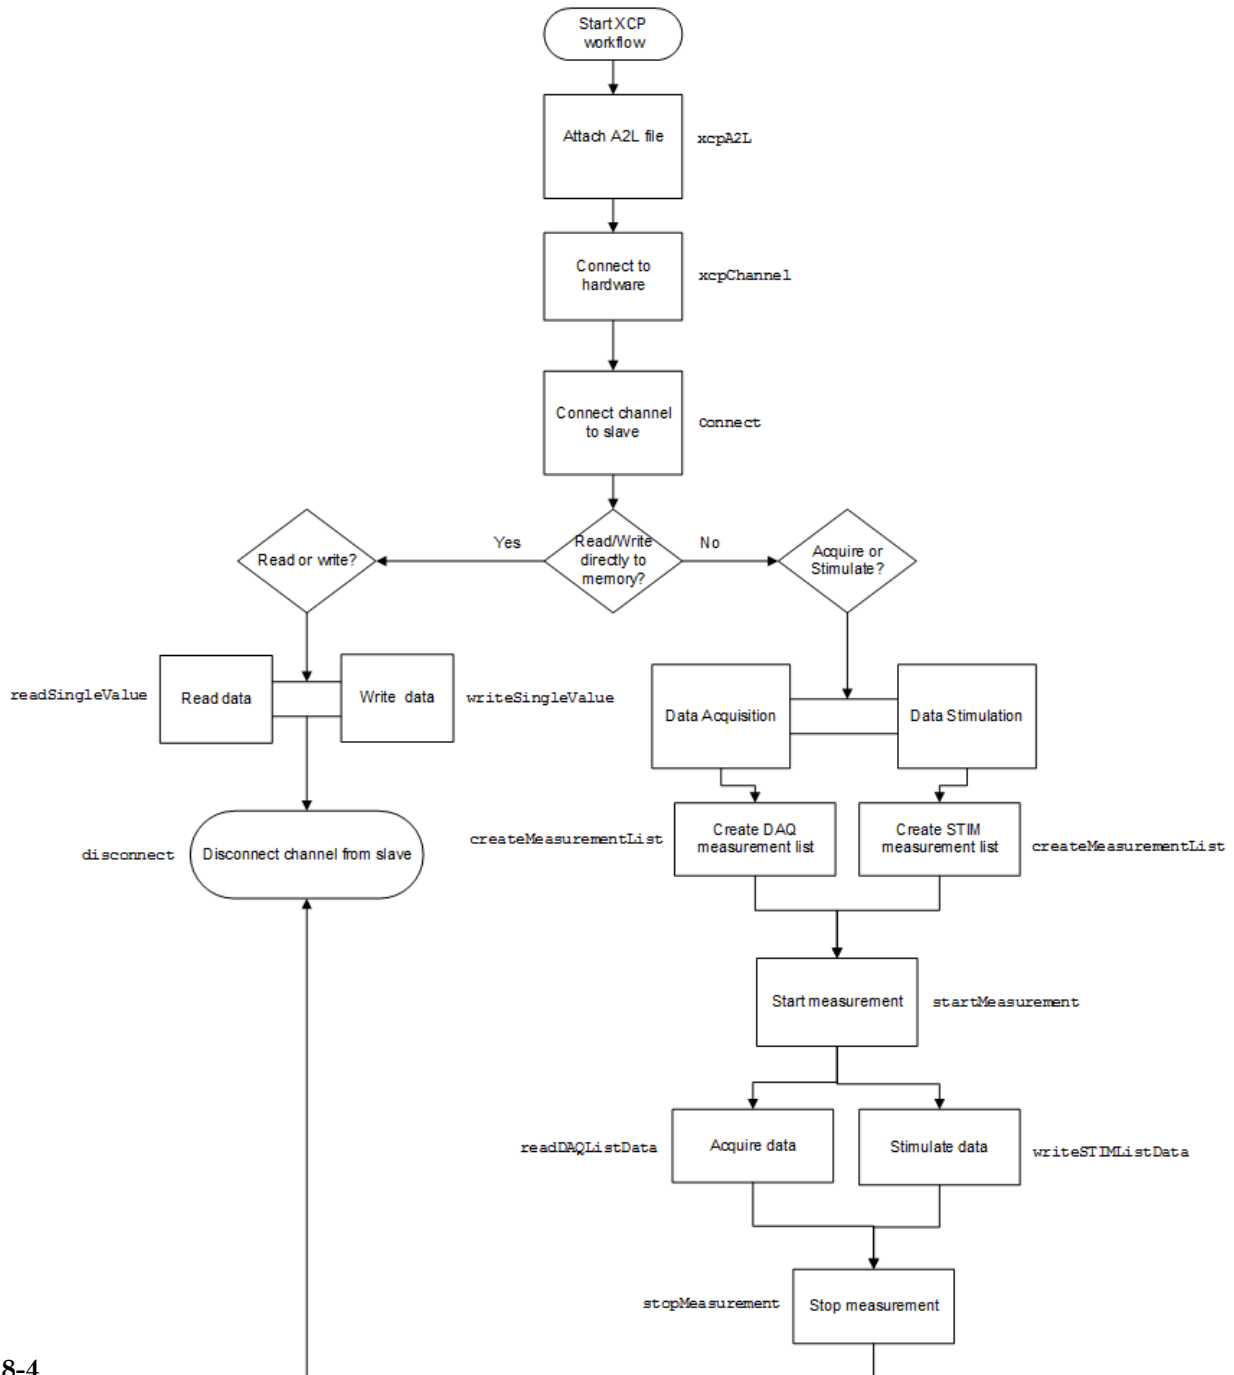 Start XCP
workflow
Attach A2L file
xcpA2L
Connect to
hardware
xcpChannel
Connect channel
to slave
Connect
Read or write?
Yes
Read/Write
directly to
memory?
No
Acquire or
Stimulate?
readSingleValue
Read data
Write data
writeSingleValue
Data Acquisition
Data Stimulation
createMeasurementList
Create DAQ
measurement list
Create STIM
measurement list
createMeasurementList
disconnect
Disconnect channel from slave
Start measurement
startMeasurement
readDAQListData
Acquire data
Stimulate data
writeSTIMListData
stopMeasurement
Stop measurement
8-4